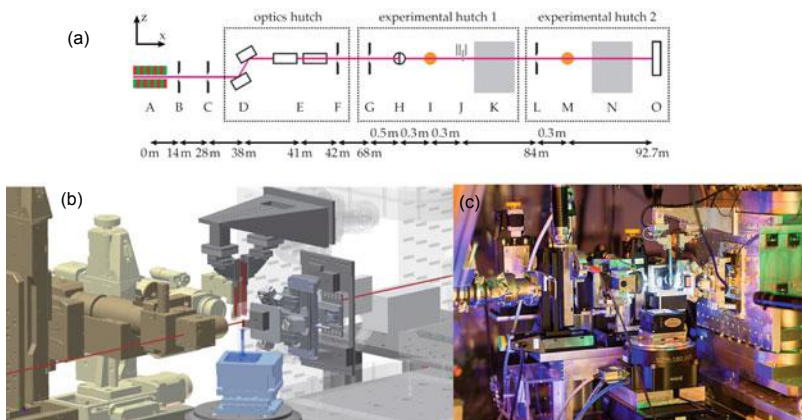 (a)
z
x
optics hutch
experimental hutch 1
experimental hutch 2
A B C D E F G H I J K L M N O
0.5m 0.3m 0.3m 0.3m
0m 14m 28m 38m 41m 42m 68m 84m 92.7m
(b)
(c)